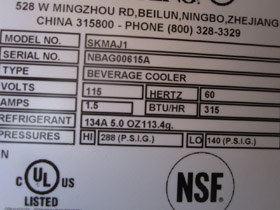 528 W MINGZHOU RD,BEILUN,NINGBO,ZHEJIANG
CHINA 315800 - PHONE (800) 328-3329
MODEL SKMAJ1
SERIAL NBAG00615A
TYPE BEVERAGE COOLER
VOLTS 115 HERTZ 60
AMPS 1.5 BTU/HR 315
REFRIGERANT 134A 5.0 OZ113.4g.
PRESSURES HI 288 (P.S.I.G.) LO 140 (P.S.I.G.)
C UL US
LISTED
NSF